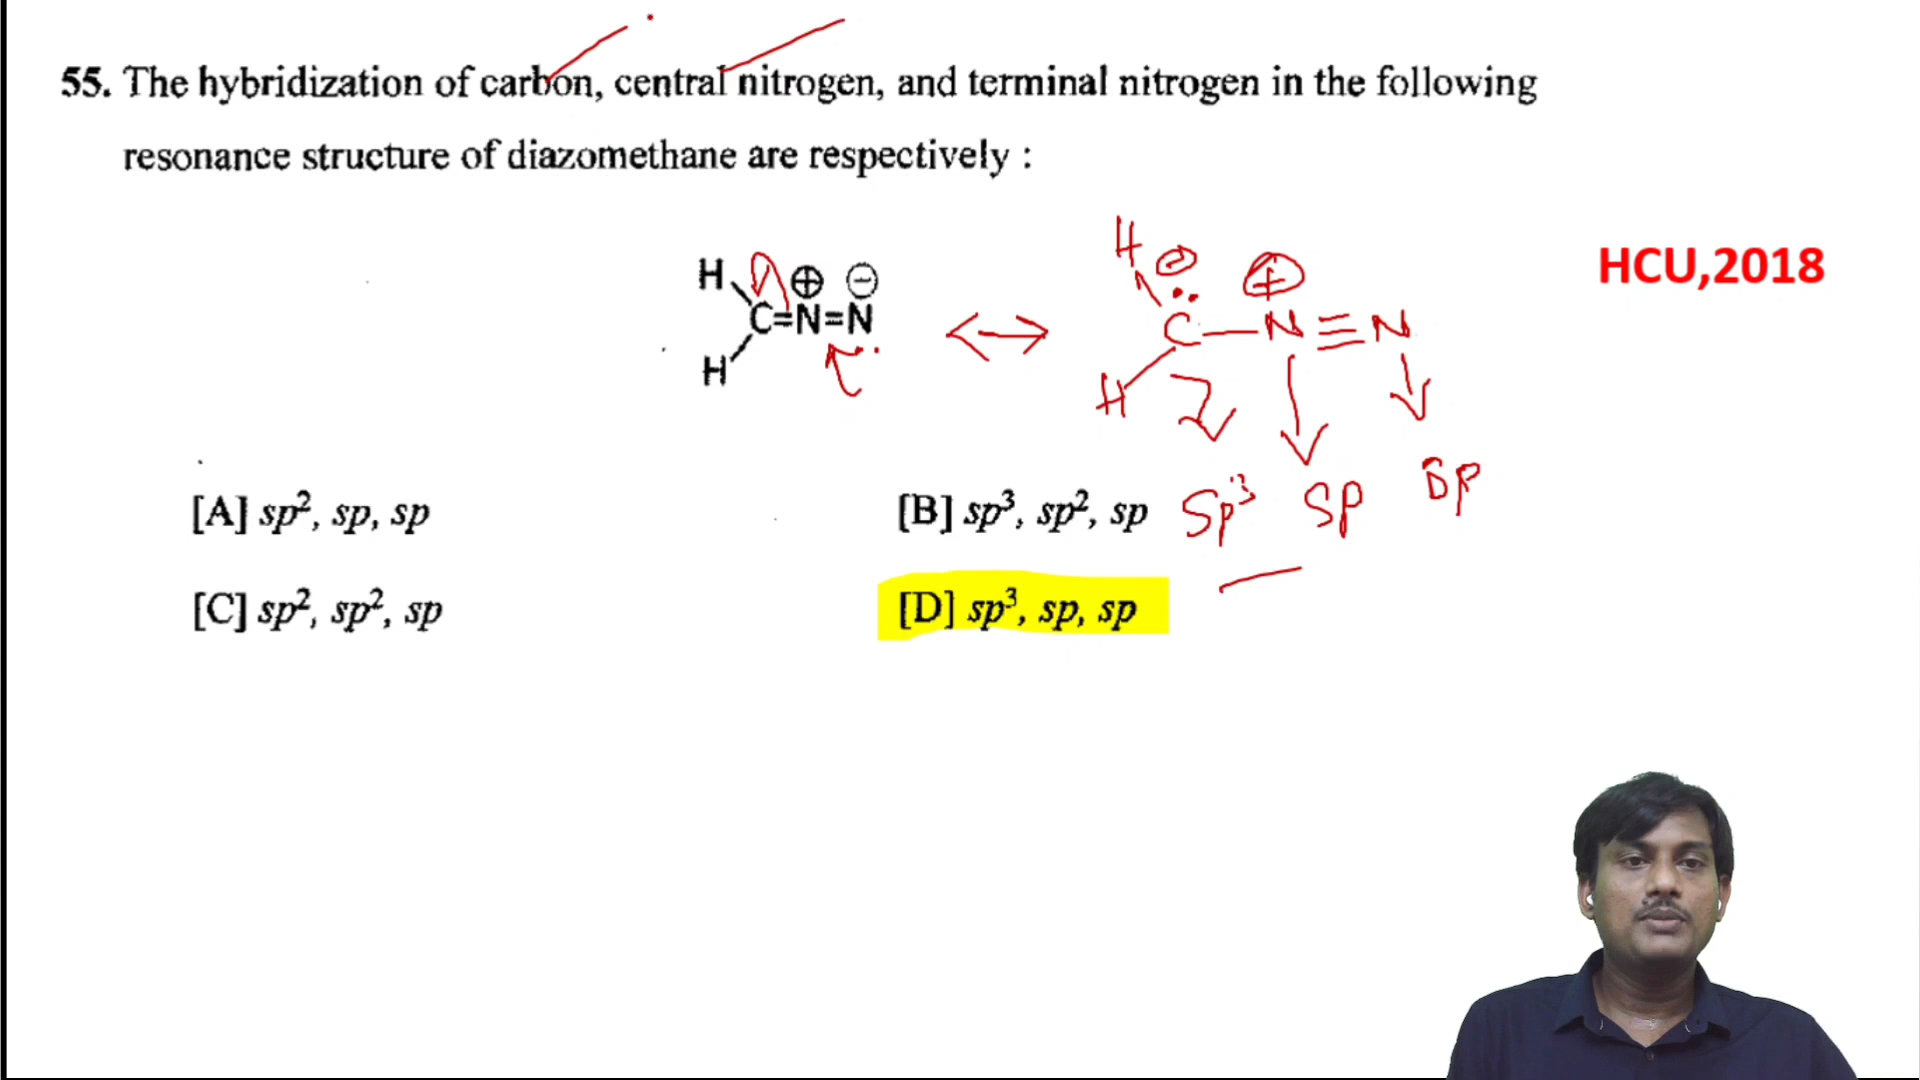 55. The hybridization of carbon, central nitrogen, and terminal nitrogen in the following
resonance structure of diazomethane are respectively :
HCU,2018
H ⊕ ⊖
C=N=N
H
H ⊖ ⊕
C—N≡N
H
[A] sp², sp, sp
[B] sp³, sp², sp
Sp³ SP SP
[C] sp², sp², sp
[D] sp³, sp, sp